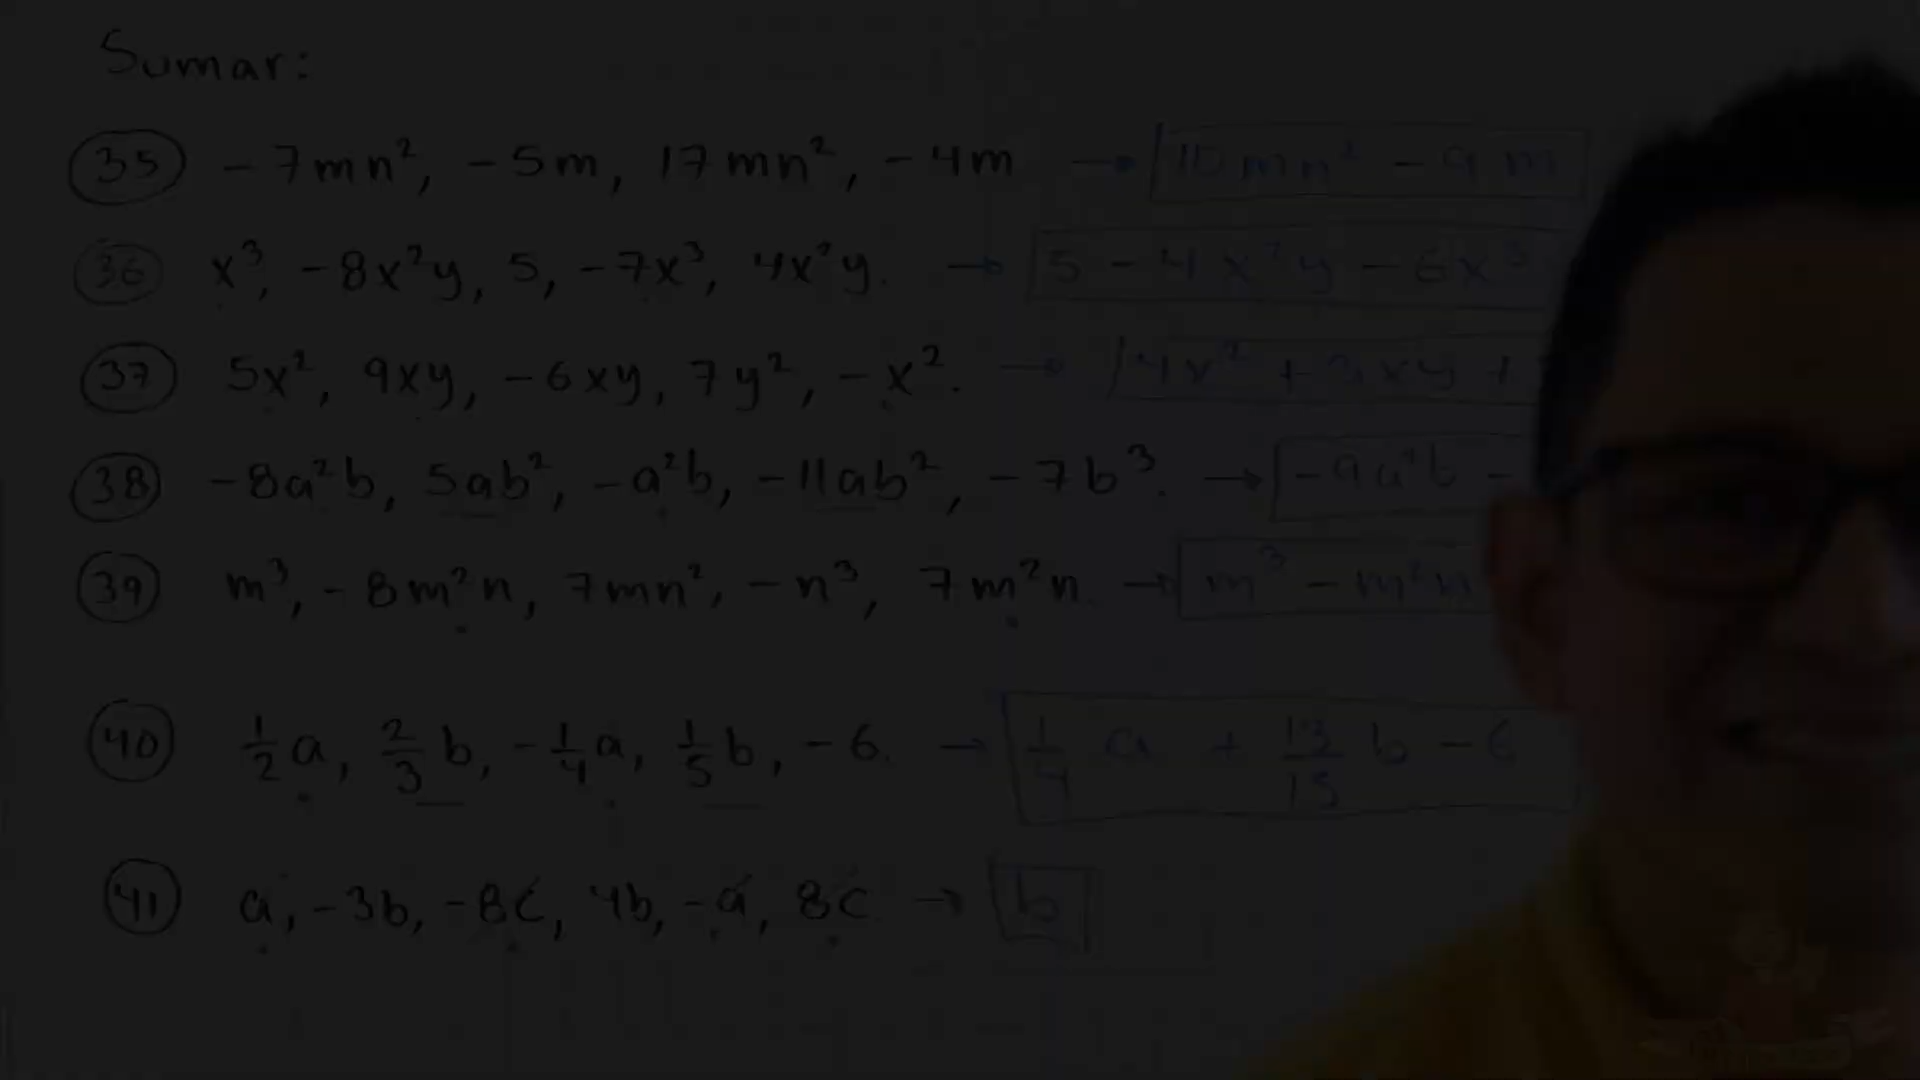 Sumar:
35 - 7mn², - 5m, 17mn², - 4m → 10mn² - 9m
36 x³, - 8x²y, 5, - 7x³, 4x²y. → 5 - 4x²y - 6x³
37 5x², 9xy, - 6xy, 7y², - x². → 4x² + 3xy +
38 - 8a²b, 5ab², - a²b, - 11ab², - 7b³. → - 9a²b -
39 m³, - 8m²n, 7mn², - n³, 7m²n. → m³ - m²n
40 1/2 a, 2/3 b, - 1/4 a, 1/5 b, - 6. → 1/4 a + 13/15 b - 6
41 a, - 3b, - 8c, 4b, - a, 8c → b